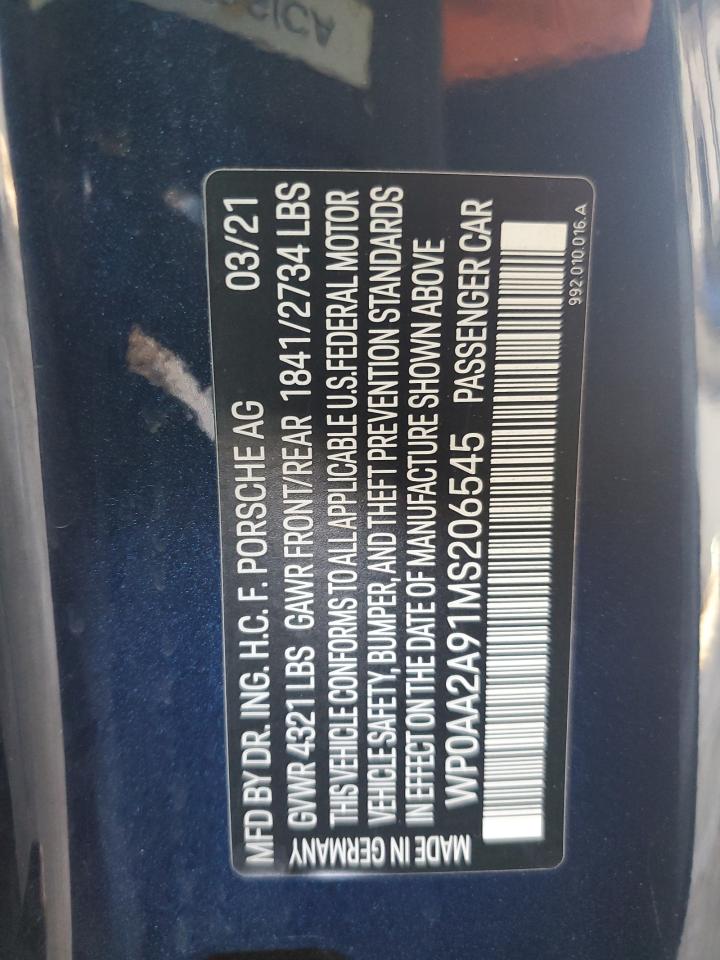 MFD BY DR. ING. H.C. F. PORSCHE AG 03/21
GVWR 4321 LBS GAWR FRONT/REAR 1841/2734 LBS
THIS VEHICLE CONFORMS TO ALL APPLICABLE U.S. FEDERAL MOTOR
VEHICLE SAFETY, BUMPER, AND THEFT PREVENTION STANDARDS
IN EFFECT ON THE DATE OF MANUFACTURE SHOWN ABOVE
WP0AA2A91MS206545 PASSENGER CAR
MADE IN GERMANY
992.010.016.A